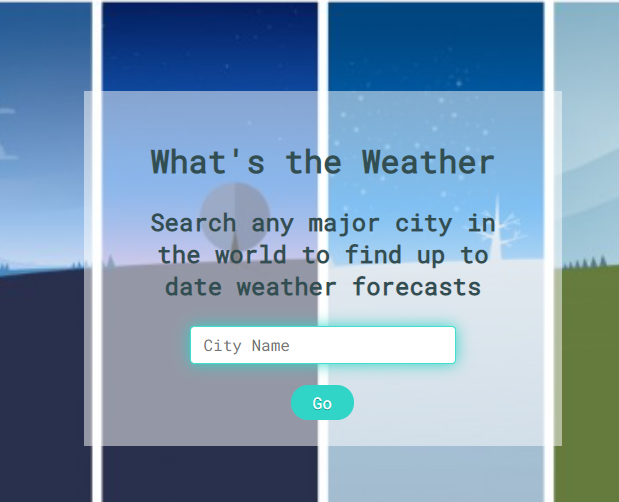 What's the Weather
Search any major city in
the world to find up to
date weather forecasts
City Name
Go